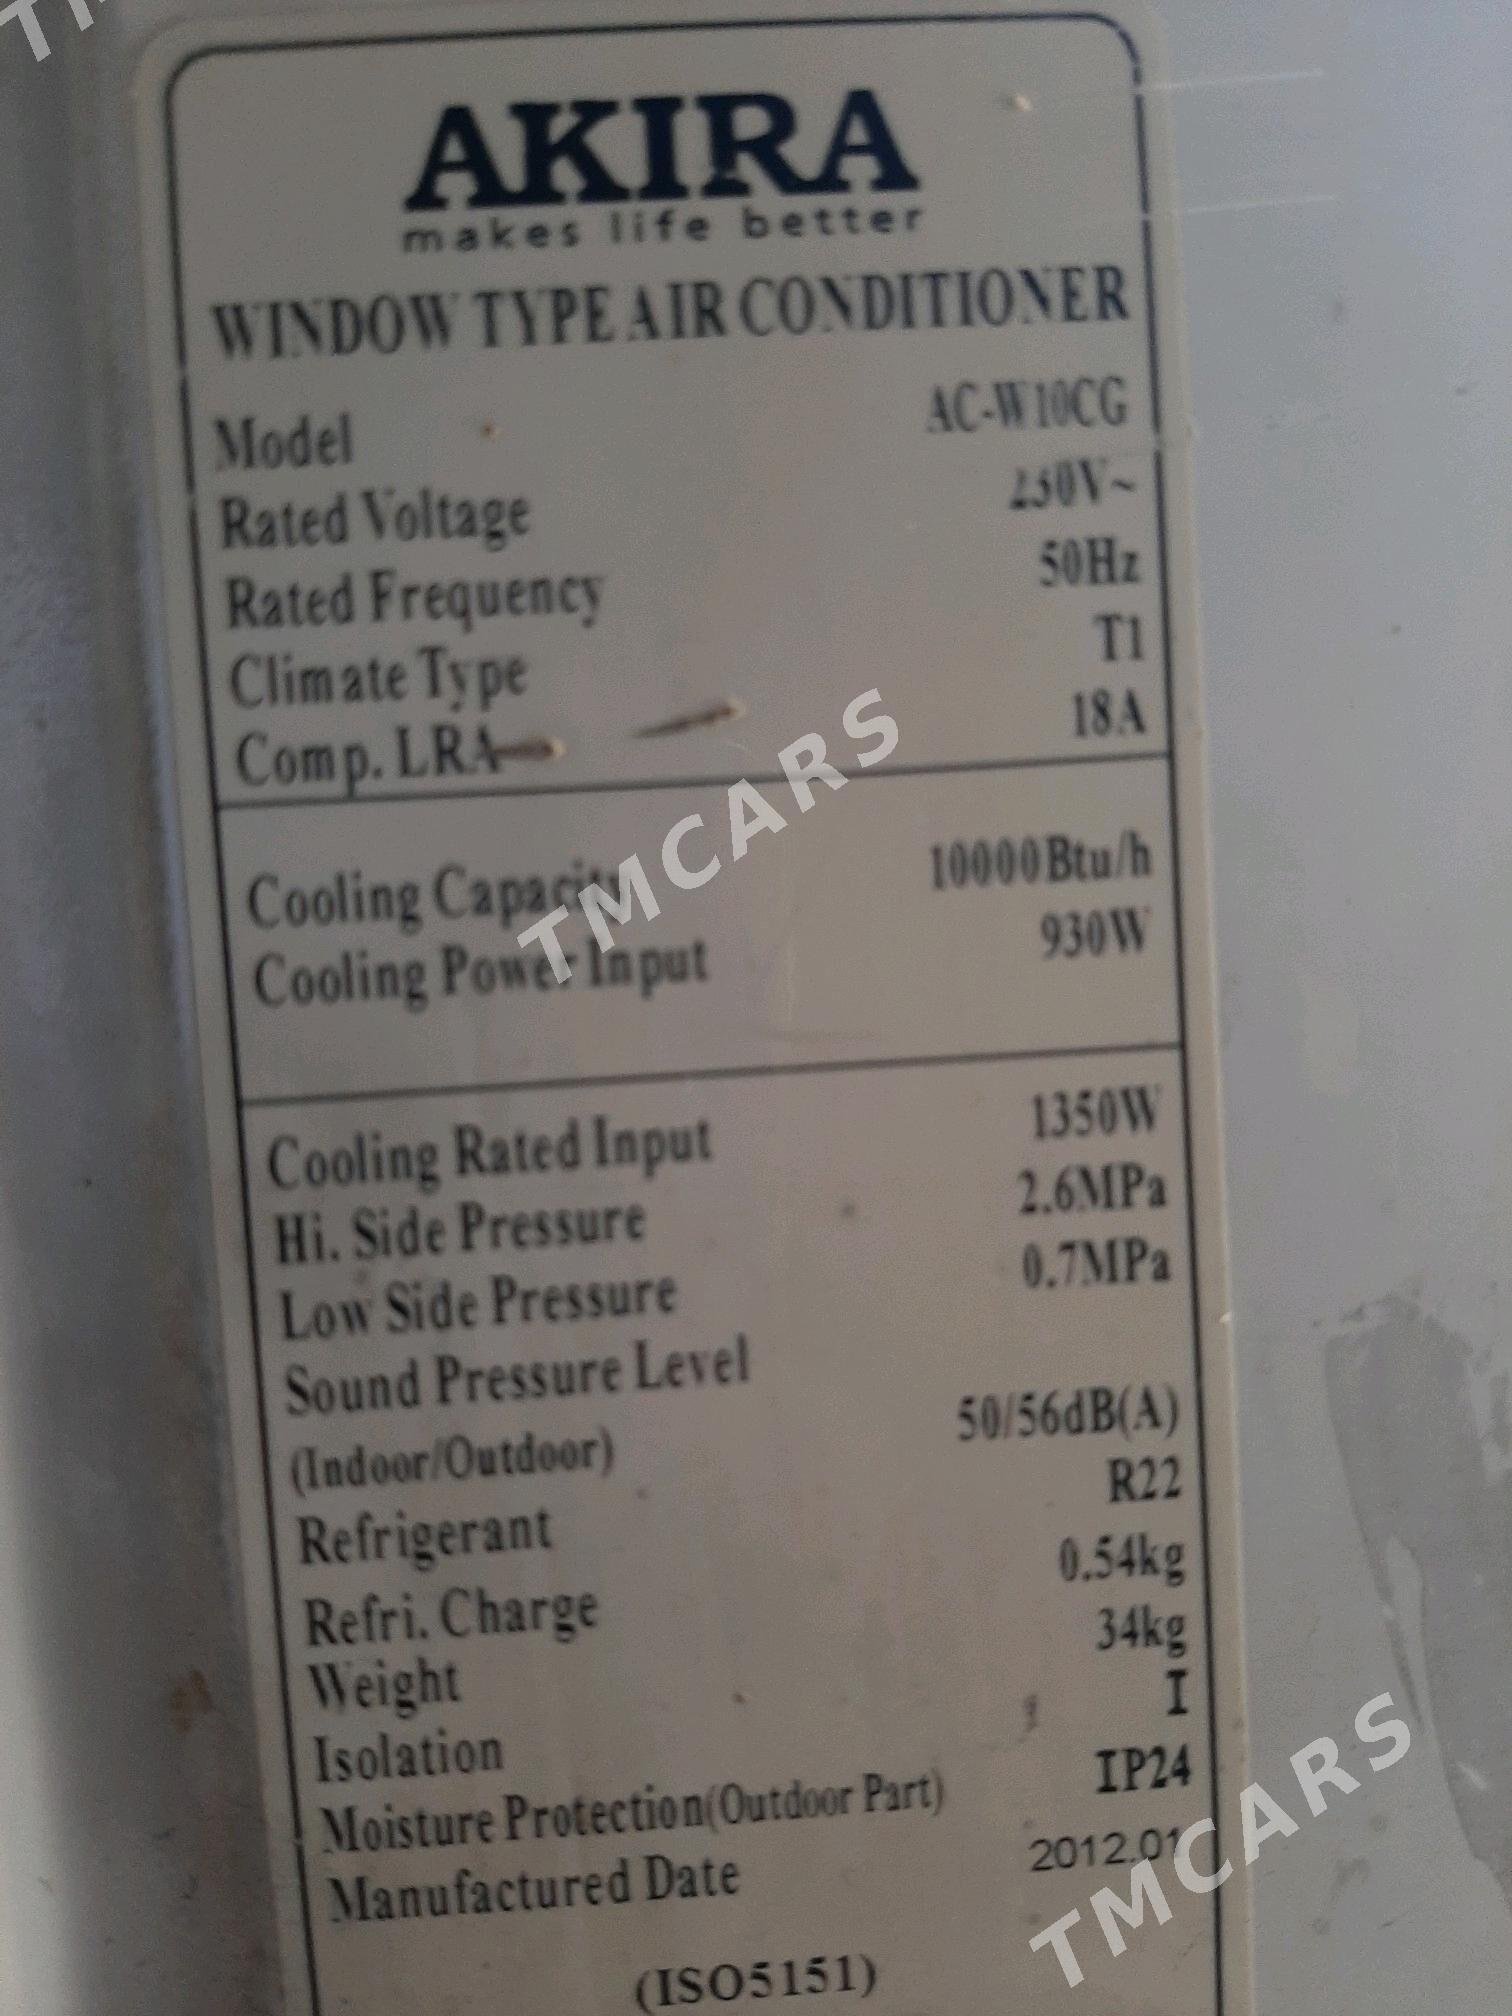 AKIRA
makes life better
WINDOW TYPE AIR CONDITIONER
Model AC-W10CG
Rated Voltage 230V~
Rated Frequency 50Hz
Climate Type T1
Comp. LRA 18A
Cooling Capacity 10000Btu/h
Cooling Power Input 930W
Cooling Rated Input 1350W
Hi. Side Pressure 2.6MPa
Low Side Pressure 0.7MPa
Sound Pressure Level
(Indoor/Outdoor) 50/56dB(A)
Refrigerant R22
Refri. Charge 0.54kg
Weight 34kg
Isolation I
Moisture Protection(Outdoor Part) IP24
Manufactured Date 2012.01
(ISO5151)
TMCARS
TMCARS